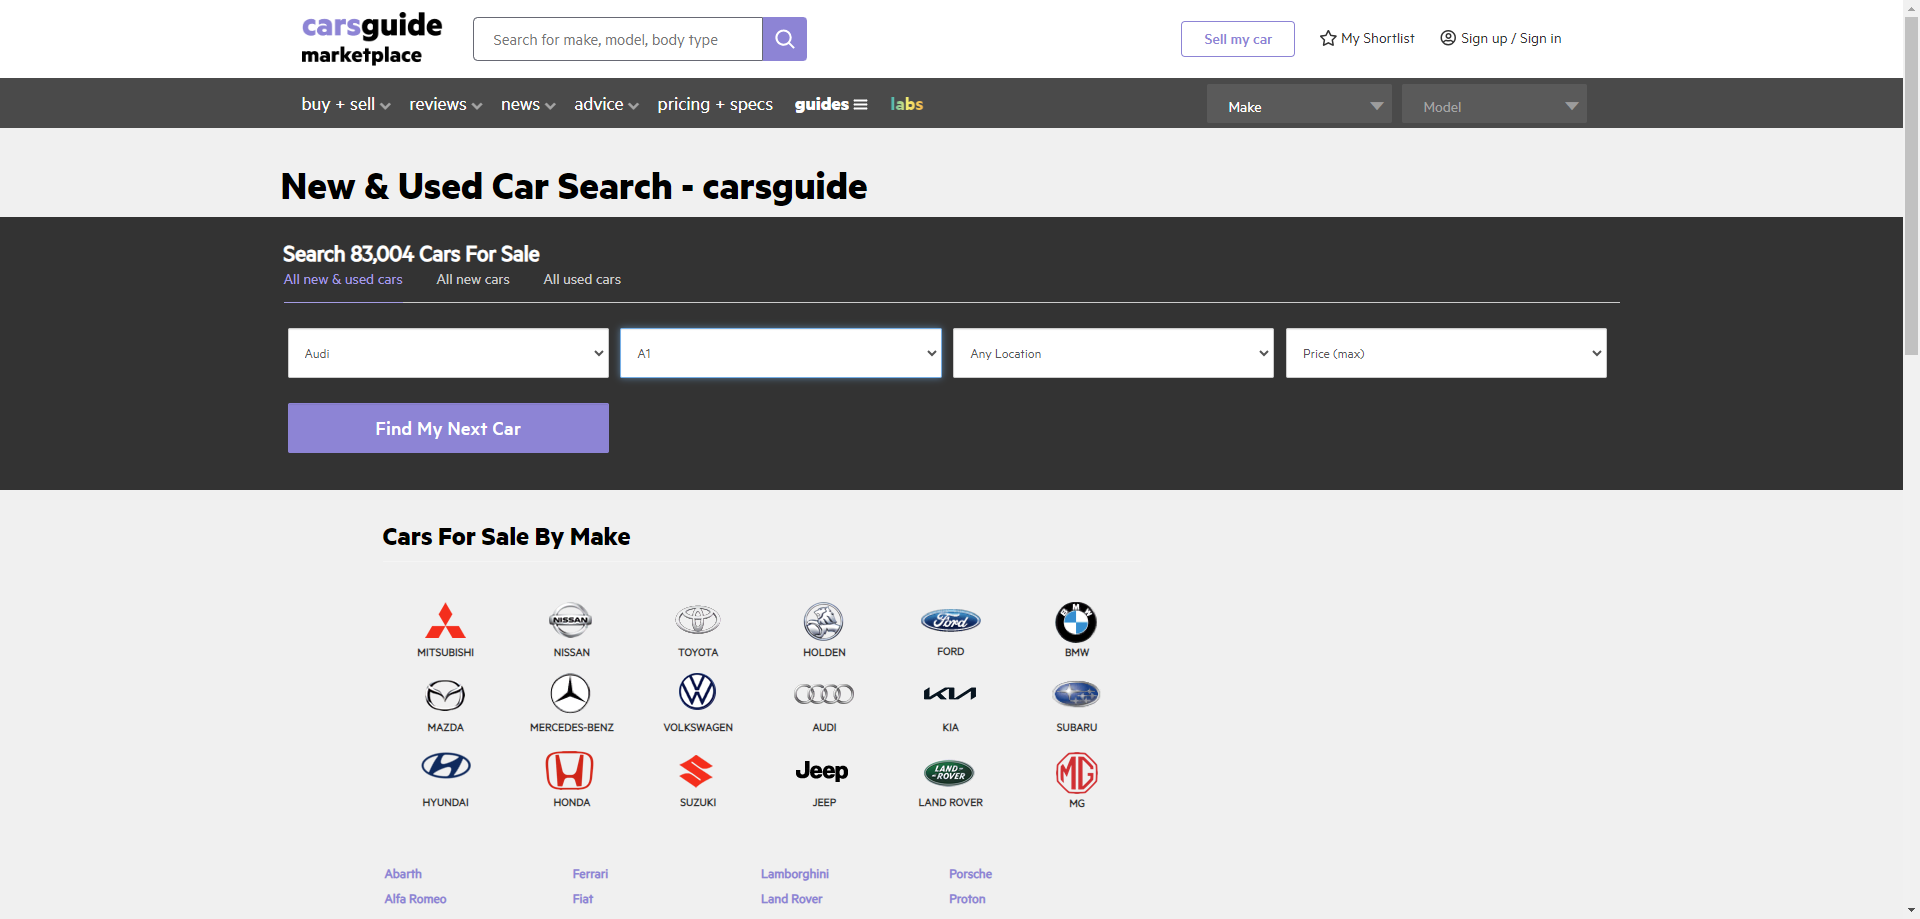 carsguide
marketplace
Search for make, model, body type
Sell my car
My Shortlist
Sign up / Sign in
buy + sell
reviews
news
advice
pricing + specs
guides
labs
Make
Model
New & Used Car Search - carsguide
Search 83,004 Cars For Sale
All new & used cars
All new cars
All used cars
Audi
A1
Any Location
Price (max)
Find My Next Car
Cars For Sale By Make
NISSAN
Ford
BMW
MITSUBISHI
NISSAN
TOYOTA
HOLDEN
FORD
BMW
KIA
MAZDA
MERCEDES-BENZ
VOLKSWAGEN
AUDI
KIA
SUBARU
Jeep
LAND-
-ROVER
MG
HYUNDAI
HONDA
SUZUKI
JEEP
LAND ROVER
MG
Abarth
Ferrari
Lamborghini
Porsche
Alfa Romeo
Fiat
Land Rover
Proton